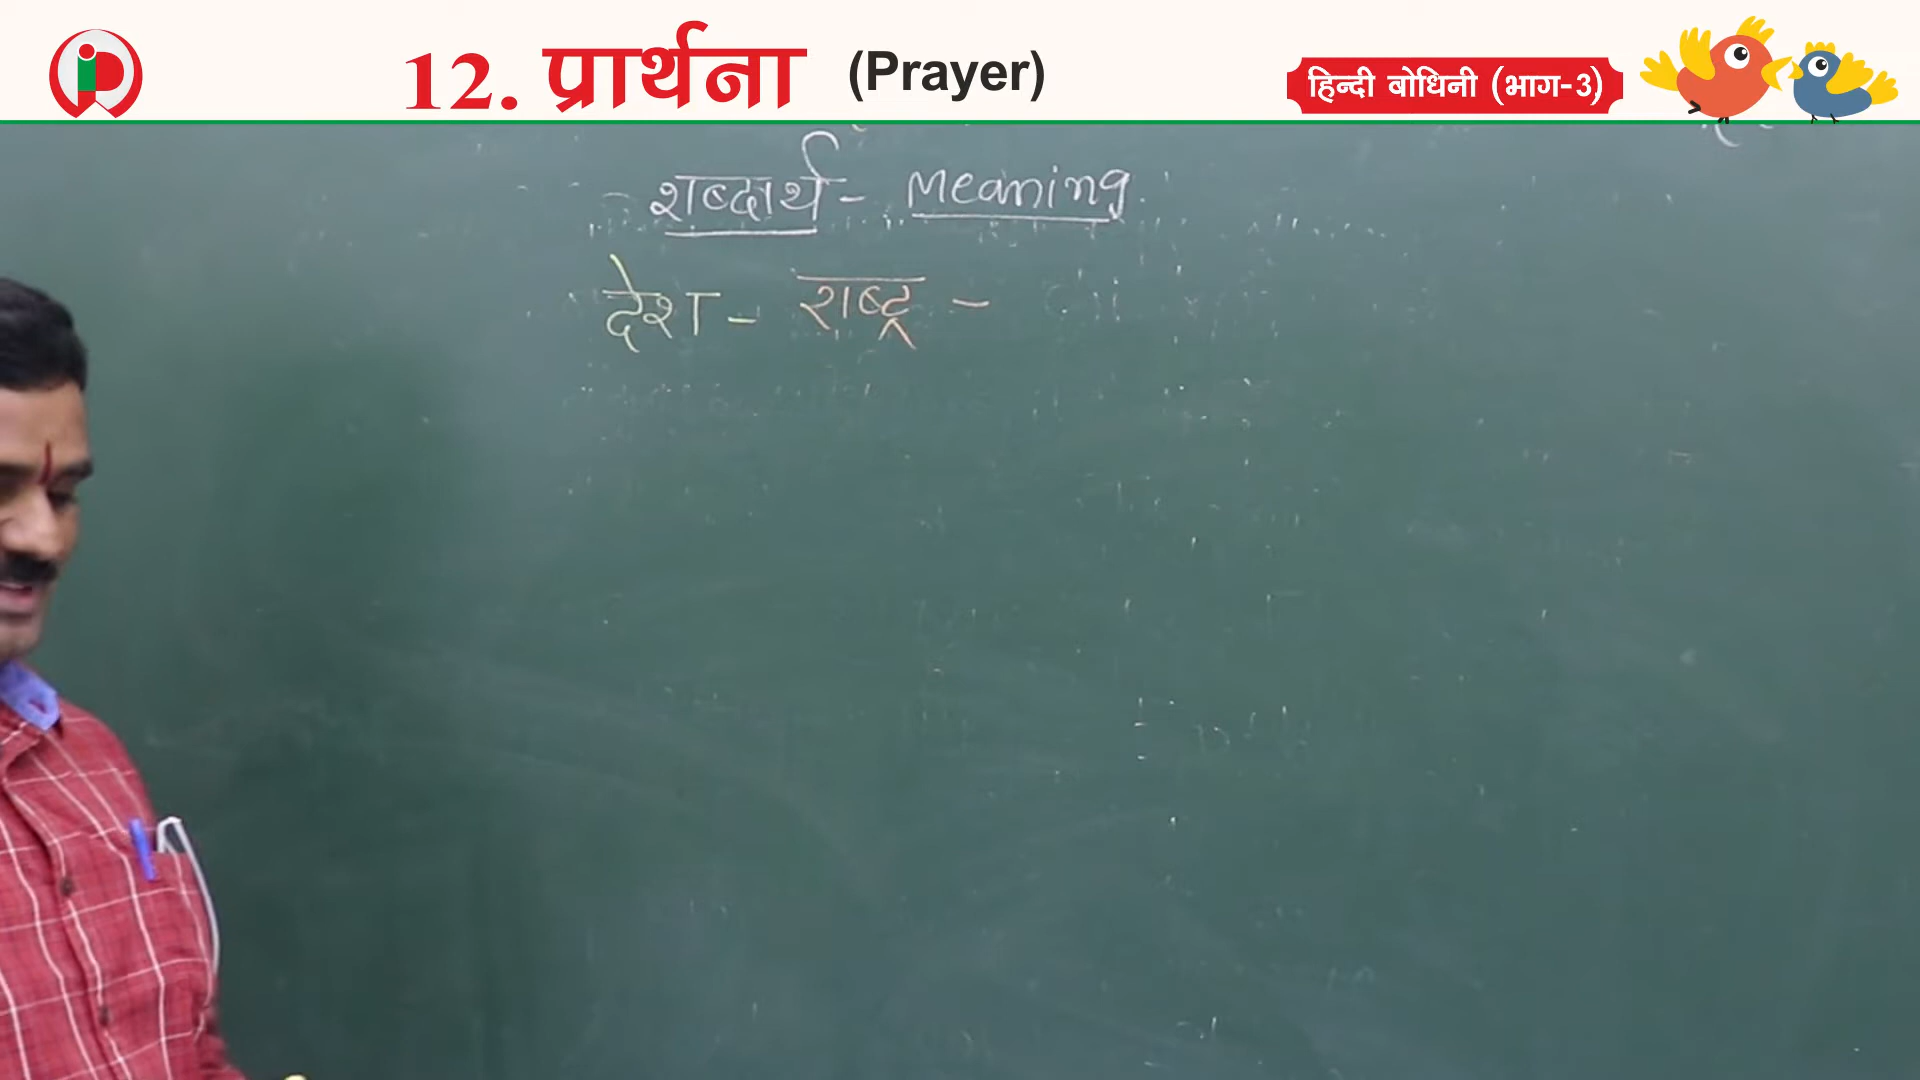 12. प्रार्थना (Prayer)
हिन्दी बोधिनी (भाग-3)
शब्दार्थ - Meaning
देश - राष्ट्र -